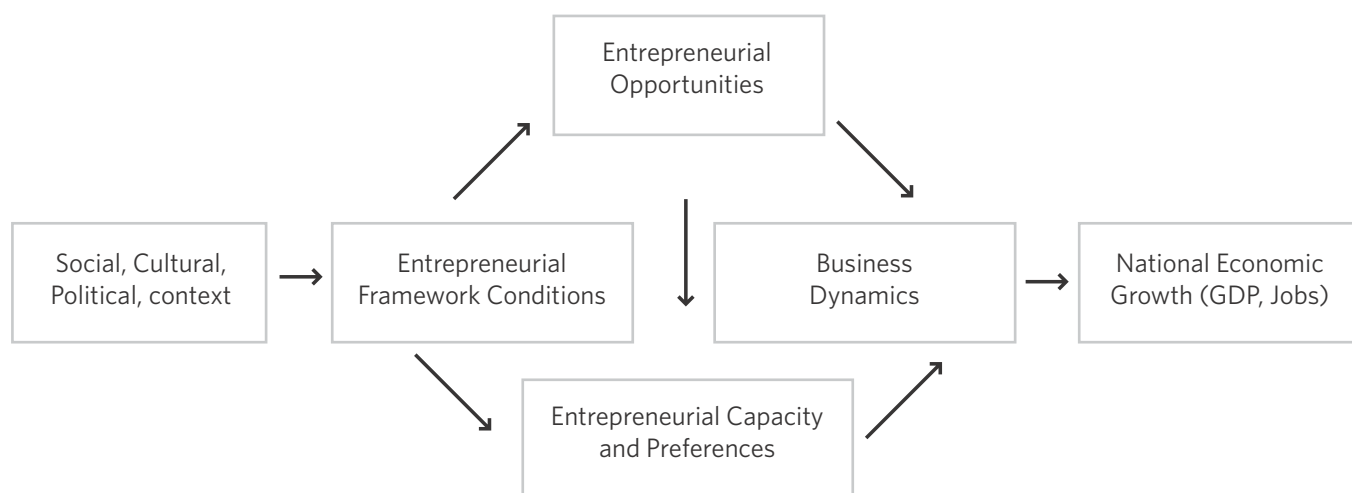 Entrepreneurial
Opportunities
Social, Cultural,
Political, context
Entrepreneurial
Framework Conditions
Business
Dynamics
National Economic
Growth (GDP, Jobs)
Entrepreneurial Capacity
and Preferences